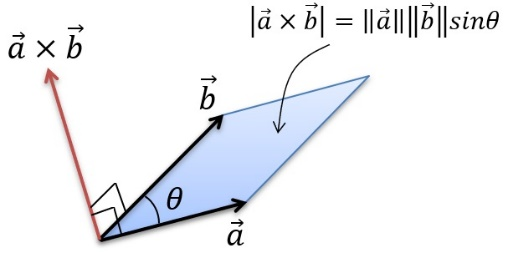 |a⃗ × b⃗| = ‖a⃗‖‖b⃗‖sinθ
a⃗ × b⃗
b⃗
θ
a⃗